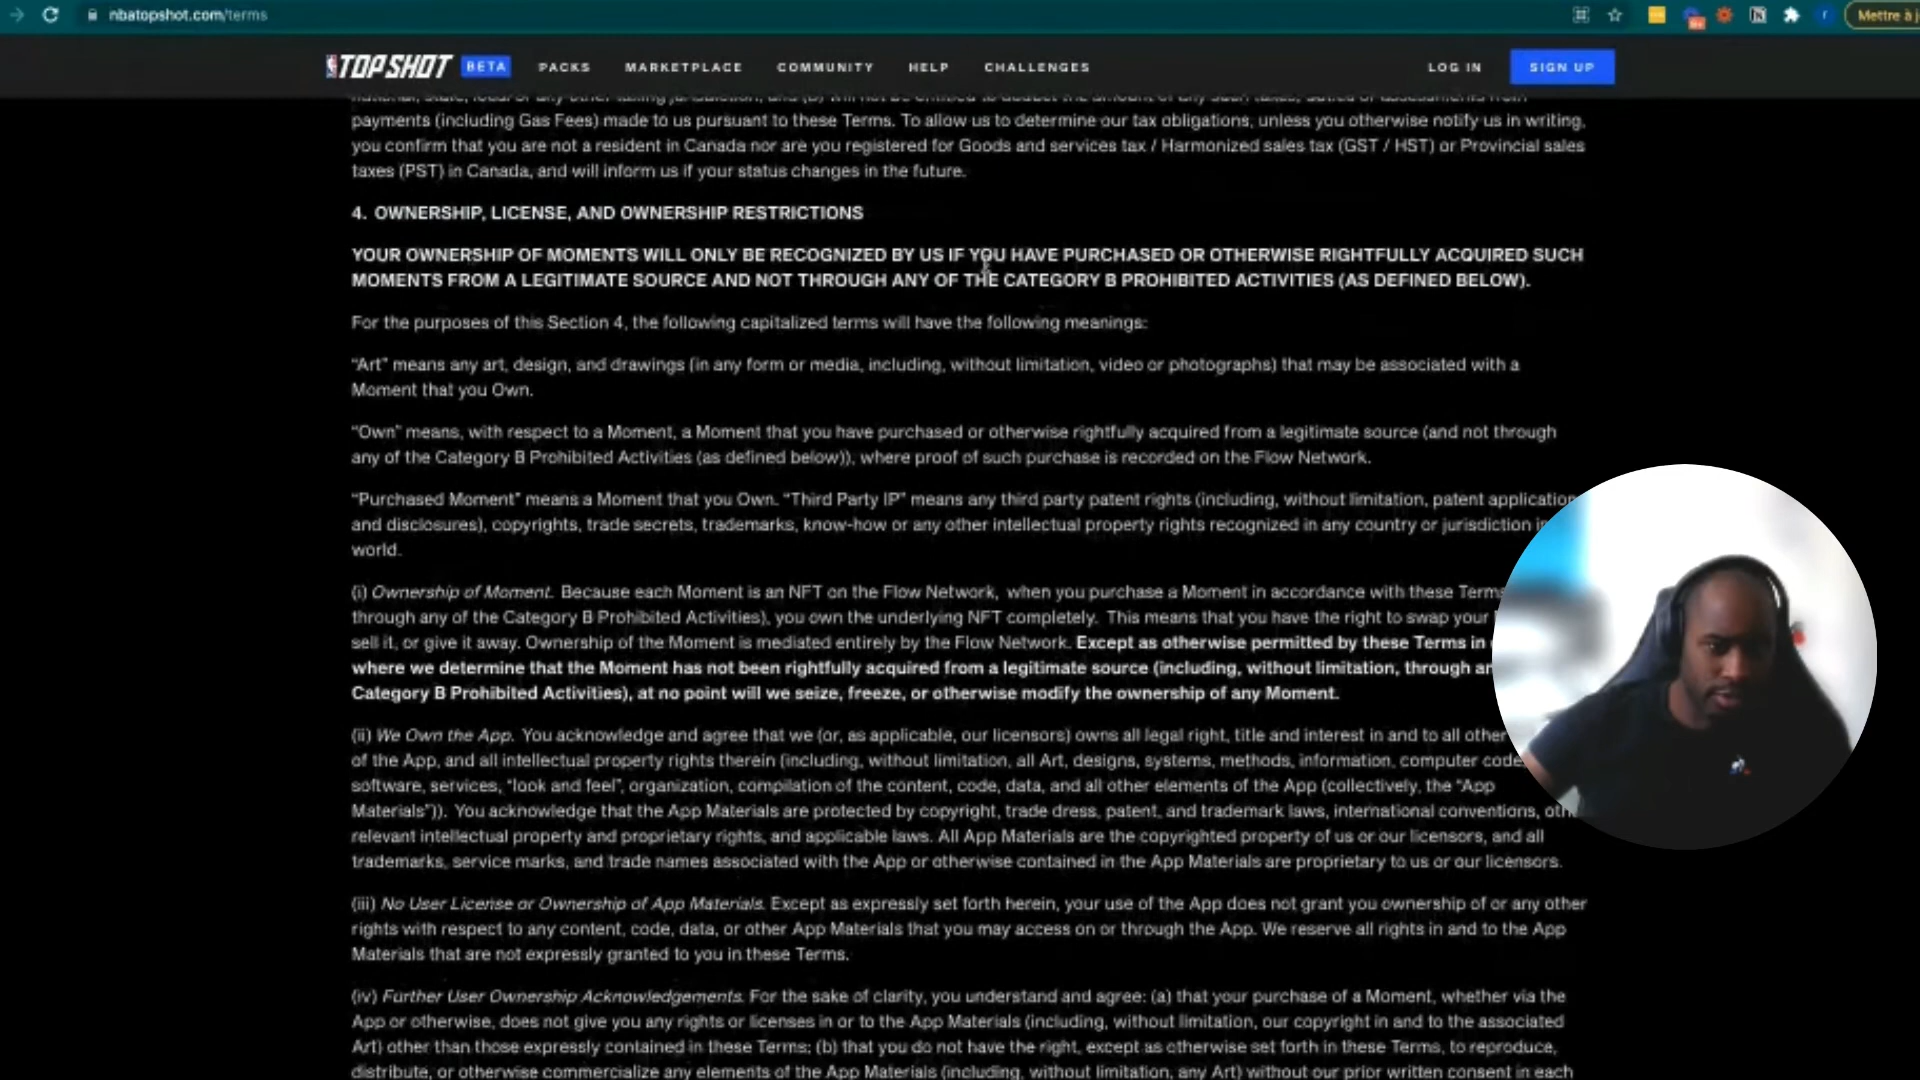 nbatopshot.com/terms
Mettre à j
TOP SHOT BETA PACKS MARKETPLACE COMMUNITY HELP CHALLENGES LOG IN SIGN UP
payments (including Gas Fees) made to us pursuant to these Terms. To allow us to determine our tax obligations, unless you otherwise notify us in writing,
you confirm that you are not a resident in Canada nor are you registered for Goods and services tax / Harmonized sales tax (GST / HST) or Provincial sales
taxes (PST) in Canada, and will inform us if your status changes in the future.
4. OWNERSHIP, LICENSE, AND OWNERSHIP RESTRICTIONS
YOUR OWNERSHIP OF MOMENTS WILL ONLY BE RECOGNIZED BY US IF YOU HAVE PURCHASED OR OTHERWISE RIGHTFULLY ACQUIRED SUCH
MOMENTS FROM A LEGITIMATE SOURCE AND NOT THROUGH ANY OF THE CATEGORY B PROHIBITED ACTIVITIES (AS DEFINED BELOW).
For the purposes of this Section 4, the following capitalized terms will have the following meanings:
“Art” means any art, design, and drawings (in any form or media, including, without limitation, video or photographs) that may be associated with a
Moment that you Own.
“Own” means, with respect to a Moment, a Moment that you have purchased or otherwise rightfully acquired from a legitimate source (and not through
any of the Category B Prohibited Activities (as defined below)), where proof of such purchase is recorded on the Flow Network.
“Purchased Moment” means a Moment that you Own. “Third Party IP” means any third party patent rights (including, without limitation, patent application
and disclosures), copyrights, trade secrets, trademarks, know-how or any other intellectual property rights recognized in any country or jurisdiction in
world.
(i) Ownership of Moment. Because each Moment is an NFT on the Flow Network, when you purchase a Moment in accordance with these Terms
through any of the Category B Prohibited Activities), you own the underlying NFT completely. This means that you have the right to swap your
sell it, or give it away. Ownership of the Moment is mediated entirely by the Flow Network. Except as otherwise permitted by these Terms in
where we determine that the Moment has not been rightfully acquired from a legitimate source (including, without limitation, through
Category B Prohibited Activities), at no point will we seize, freeze, or otherwise modify the ownership of any Moment.
(ii) We Own the App. You acknowledge and agree that we (or, as applicable, our licensors) owns all legal right, title and interest in and to all other
of the App, and all intellectual property rights therein (including, without limitation, all Art, designs, systems, methods, information, computer code
software, services, “look and feel”, organization, compilation of the content, code, data, and all other elements of the App (collectively, the “App
Materials”)). You acknowledge that the App Materials are protected by copyright, trade dress, patent, and trademark laws, international conventions, oth
relevant intellectual property and proprietary rights, and applicable laws. All App Materials are the copyrighted property of us or our licensors, and all
trademarks, service marks, and trade names associated with the App or otherwise contained in the App Materials are proprietary to us or our licensors.
(iii) No User License or Ownership of App Materials. Except as expressly set forth herein, your use of the App does not grant you ownership of or any other
rights with respect to any content, code, data, or other App Materials that you may access on or through the App. We reserve all rights in and to the App
Materials that are not expressly granted to you in these Terms.
(iv) Further User Ownership Acknowledgements. For the sake of clarity, you understand and agree: (a) that your purchase of a Moment, whether via the
App or otherwise, does not give you any rights or licenses in or to the App Materials (including, without limitation, our copyright in and to the associated
Art) other than those expressly contained in these Terms; (b) that you do not have the right, except as otherwise set forth in these Terms, to reproduce,
distribute, or otherwise commercialize any elements of the App Materials (including, without limitation, any Art) without our prior written consent in each